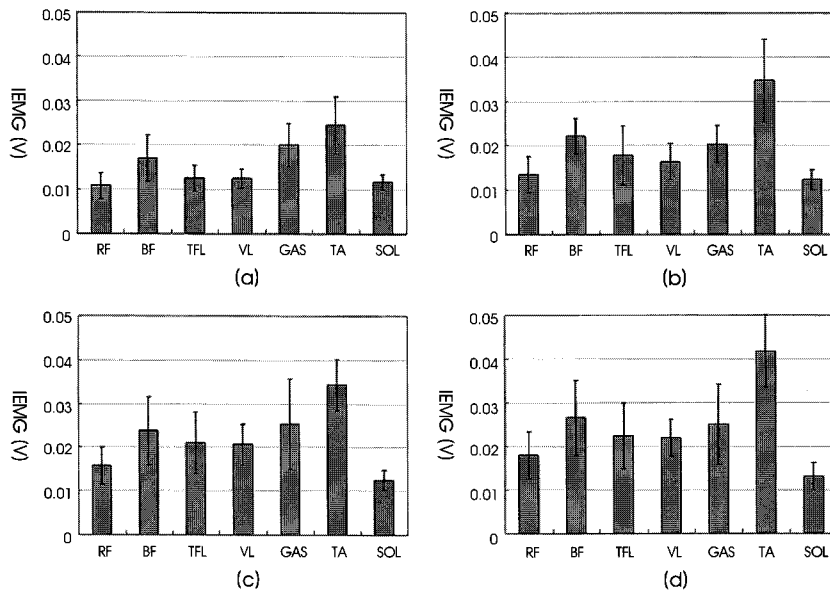 0.05
0.04
0.03
0.02
0.01
0
IEMG (V)
RF BF TFL VL GAS TA SOL
(a)
0.05
0.04
0.03
0.02
0.01
0
IEMG (V)
RF BF TFL VL GAS TA SOL
(b)
0.05
0.04
0.03
0.02
0.01
0
IEMG (V)
RF BF TFL VL GAS TA SOL
(c)
0.05
0.04
0.03
0.02
0.01
0
IEMG (V)
RF BF TFL VL GAS TA SOL
(d)